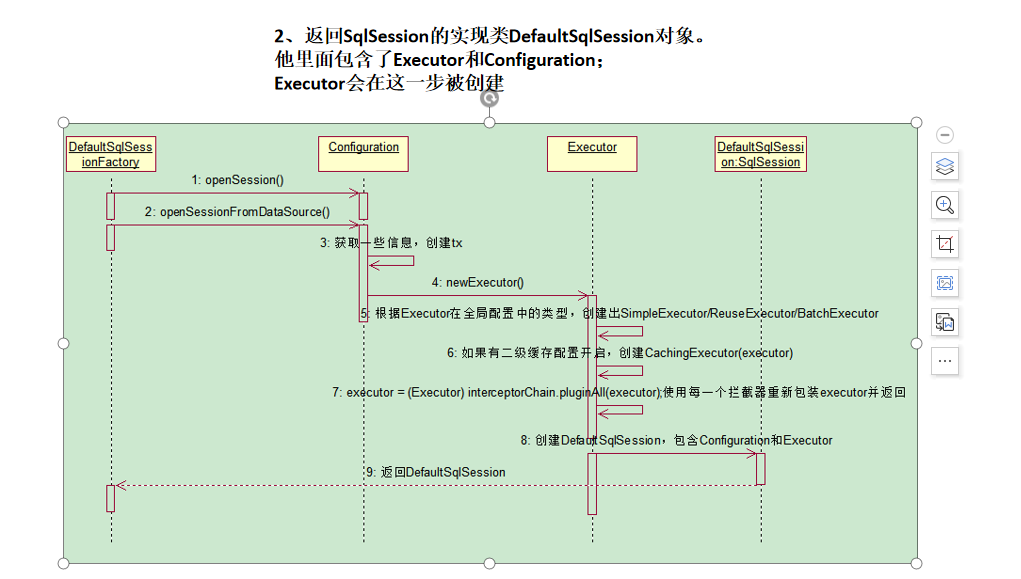 2、返回SqlSession的实现类DefaultSqlSession对象。
他里面包含了Executor和Configuration；
Executor会在这一步被创建
DefaultSqlSess
ionFactory
Configuration
Executor
DefaultSqlSessi
on:SqlSession
1: openSession()
2: openSessionFromDataSource()
3: 获取一些信息，创建tx
4: newExecutor()
5: 根据Executor在全局配置中的类型，创建出SimpleExecutor/ReuseExecutor/BatchExecutor
6: 如果有二级缓存配置开启，创建CachingExecutor(executor)
7: executor = (Executor) interceptorChain.pluginAll(executor);使用每一个拦截器重新包装executor并返回
8: 创建DefaultSqlSession，包含Configuration和Executor
9: 返回DefaultSqlSession